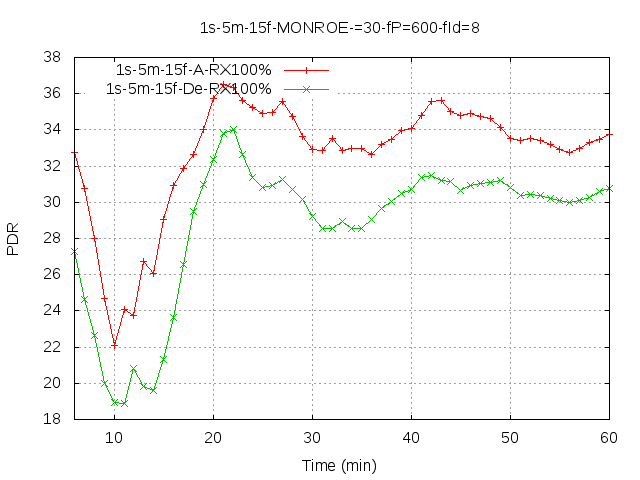 1s-5m-15f-MONROE-=30-fP=600-fId=8
1s-5m-15f-A-RX100%
1s-5m-15f-De-RX100%
PDR
38
36
34
32
30
28
26
24
22
20
18
10 20 30 40 50 60
Time (min)